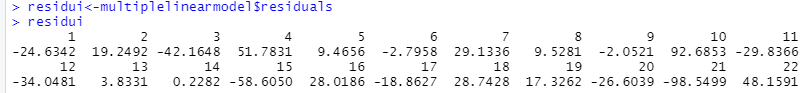 > residui<-multiplelinearmodel$residuals
> residui
1 2 3 4 5 6 7 8 9 10 11
-24.6342 19.2492 -42.1648 51.7831 9.4656 -2.7958 29.1336 9.5281 -2.0521 92.6853 -29.8366
12 13 14 15 16 17 18 19 20 21 22
-34.0481 3.8331 0.2282 -58.6050 28.0186 -18.8627 28.7428 17.3262 -26.6039 -98.5499 48.1591